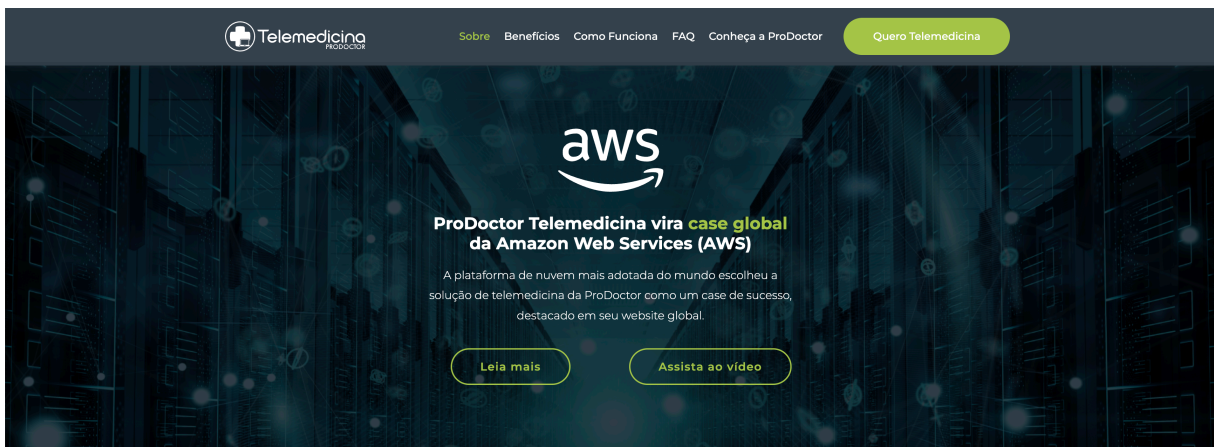 Telemedicina
PRODOCTOR
Sobre Benefícios Como Funciona FAQ Conheça a ProDoctor Quero Telemedicina
aws
ProDoctor Telemedicina vira case global
da Amazon Web Services (AWS)
A plataforma de nuvem mais adotada do mundo escolheu a
solução de telemedicina da ProDoctor como um case de sucesso,
destacado em seu website global.
Leia mais Assista ao vídeo